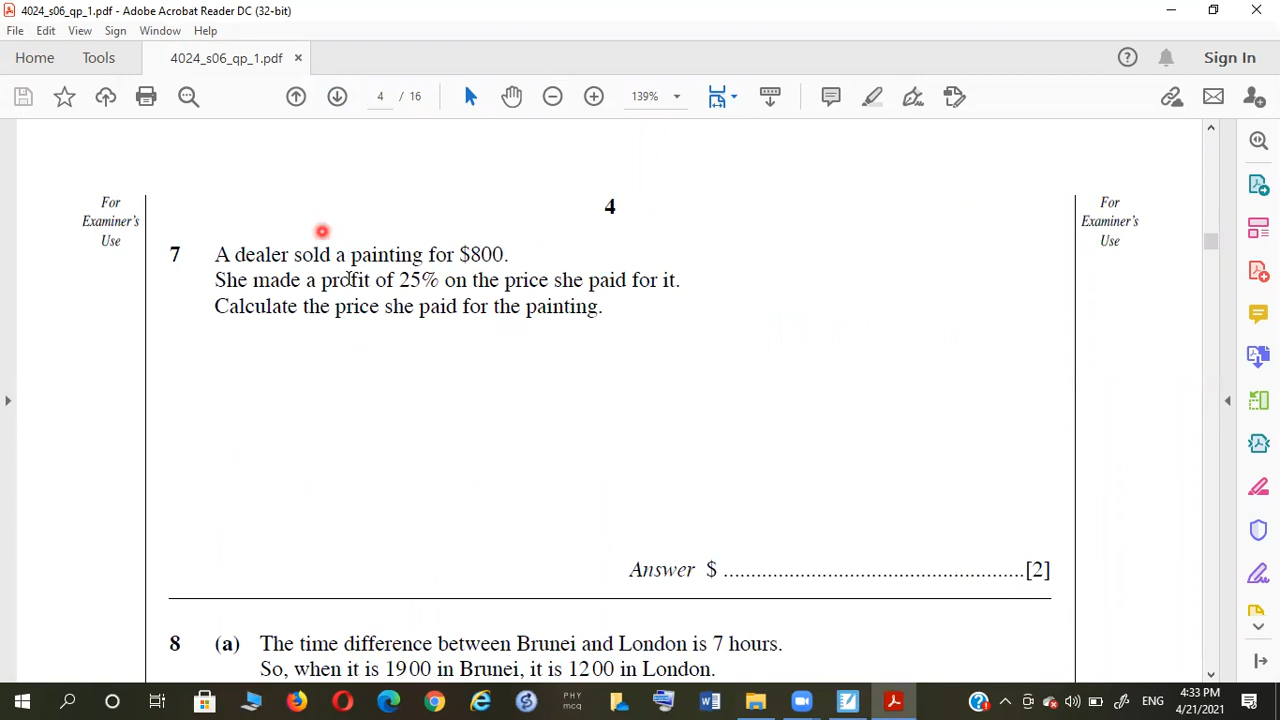 4024_s06_qp_1.pdf - Adobe Acrobat Reader DC (32-bit)
File Edit View Sign Window Help
Home Tools 4024_s06_qp_1.pdf × Sign In
4 / 16 139%
For
Examiner's
Use
4
For
Examiner's
Use
7 A dealer sold a painting for $800.
She made a profit of 25% on the price she paid for it.
Calculate the price she paid for the painting.
Answer $ ...................................................... [2]
8 (a) The time difference between Brunei and London is 7 hours.
So, when it is 1900 in Brunei, it is 1200 in London.
PHY
mcq
ENG
4:33 PM
4/21/2021